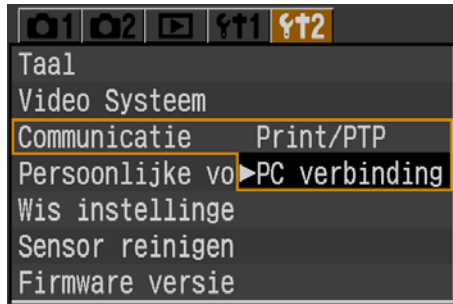 1 2 1 2
Taal
Video Systeem
Communicatie Print/PTP
Persoonlijke vo PC verbinding
Wis instellinge
Sensor reinigen
Firmware versie